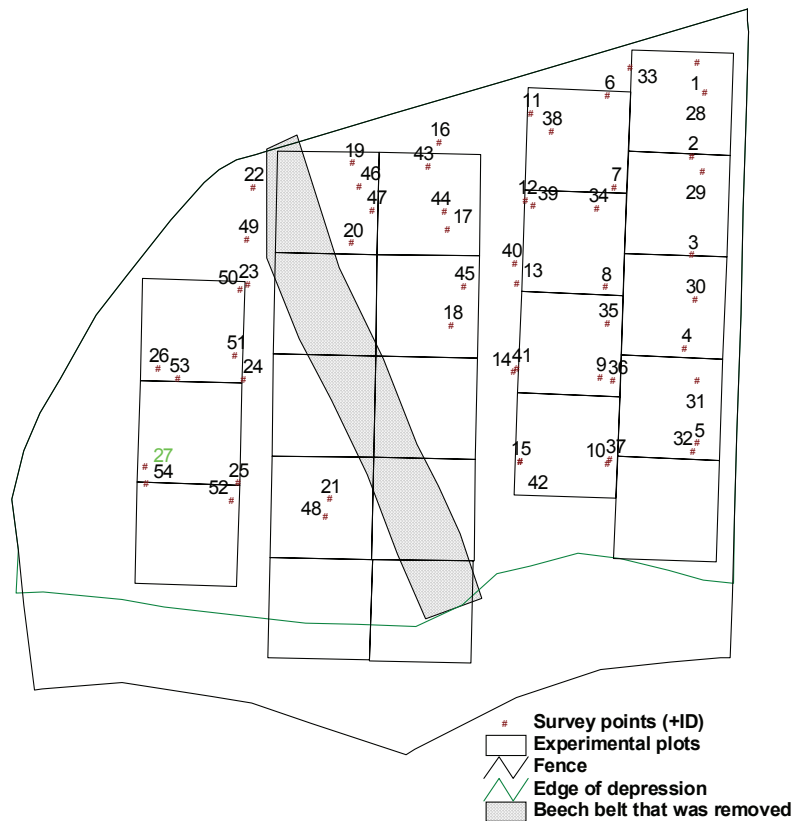 6 33 1
11 38 28
16 2
19 43
22 46 7 29
47 44 12 39 34
17
49 20 3
40
50 23 45 13 8 30
18 35
51 4
26 53 24 14 41 9 36
31
5
27 15 10 37 32
54 25
52 21 42
48
Survey points (+ID)
Experimental plots
Fence
Edge of depression
Beech belt that was removed